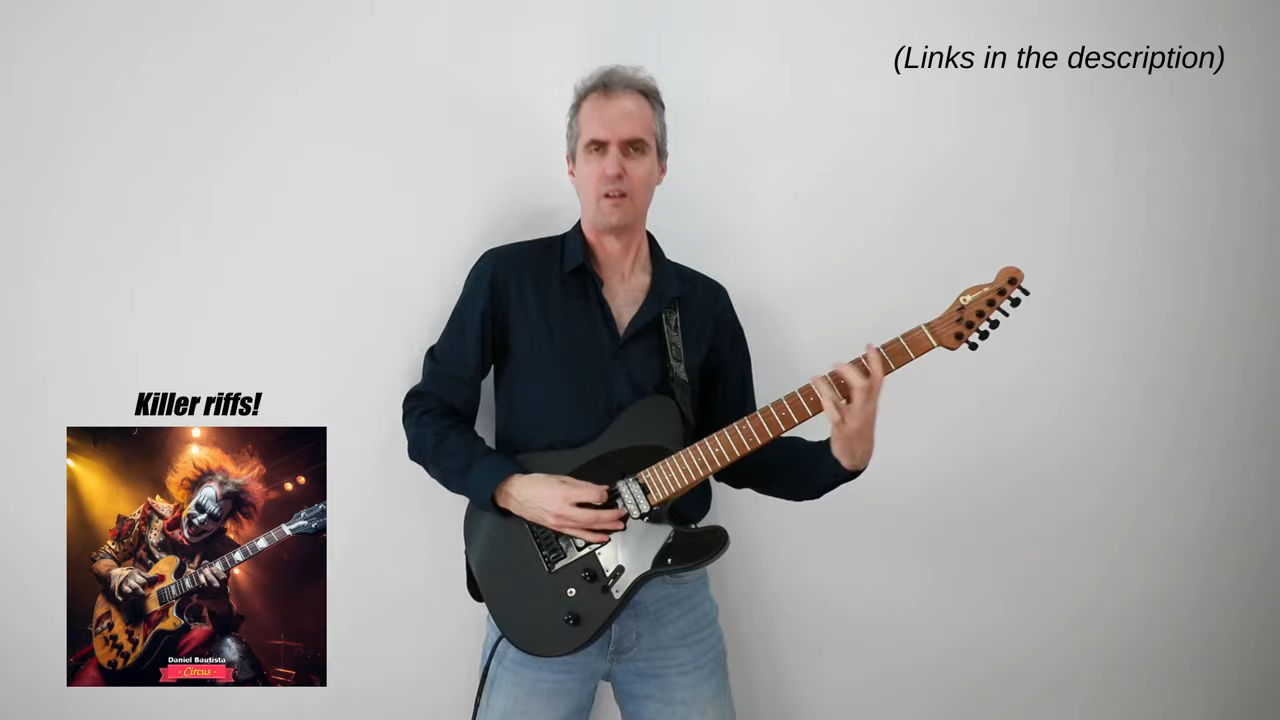 (Links in the description)
Killer riffs!
Daniel Bautista
Circus